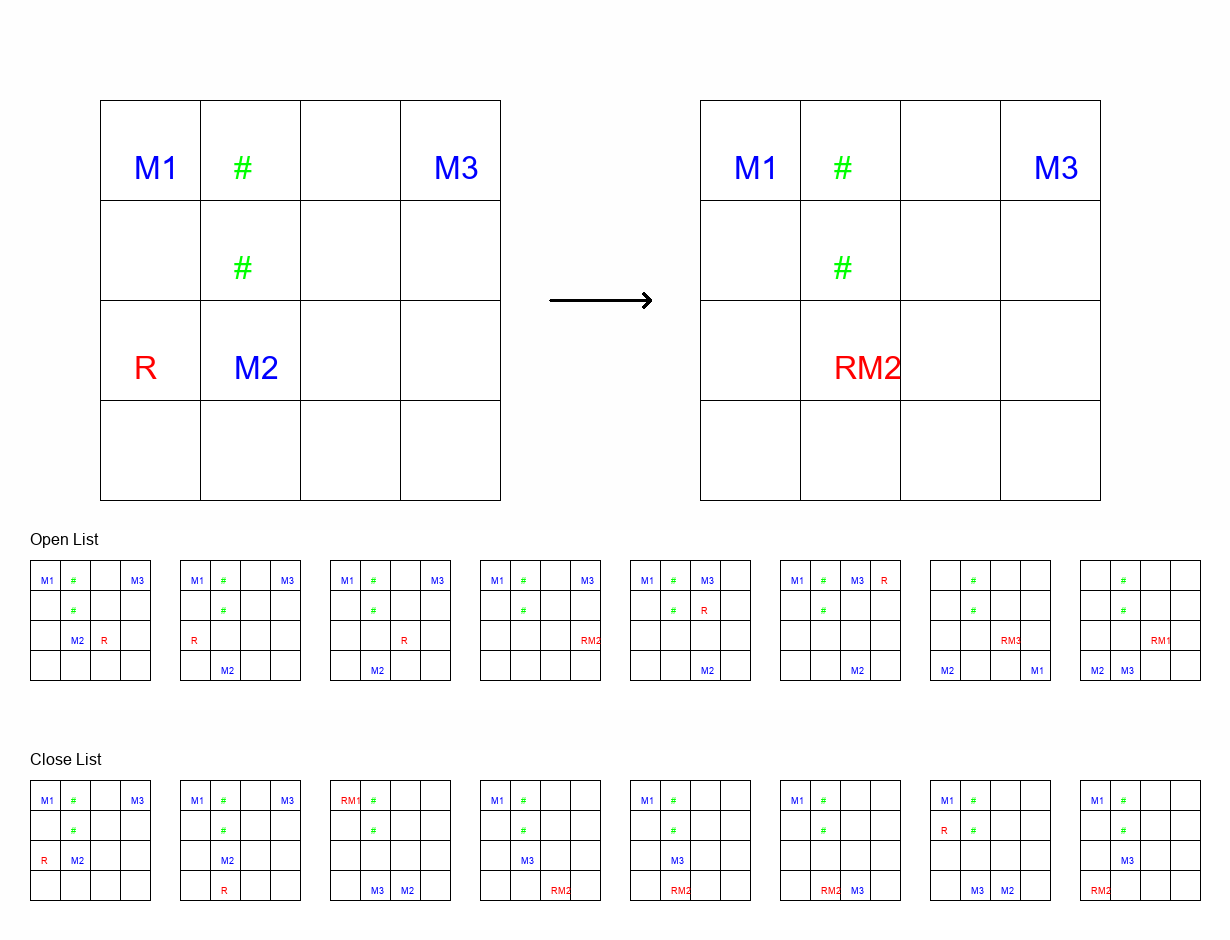 M1 # M3 M1 # M3
# #
R M2 RM2
Open List
M1 # M3 M1 # M3 M1 # M3 M1 # M3 M1 # M3 M1 # M3 R # #
# # # # # R # # #
M2 R R R RM2 RM3 RM1
M2 M2 M2 M2 M2 M1 M2 M3
Close List
M1 # M3 M1 # M3 RM1 # M1 # M1 # M1 # M1 # M1 #
# # # # # # R # #
R M2 M2 M3 M3 M3
R M3 M2 RM2 RM2 RM2 M3 M3 M2 RM2